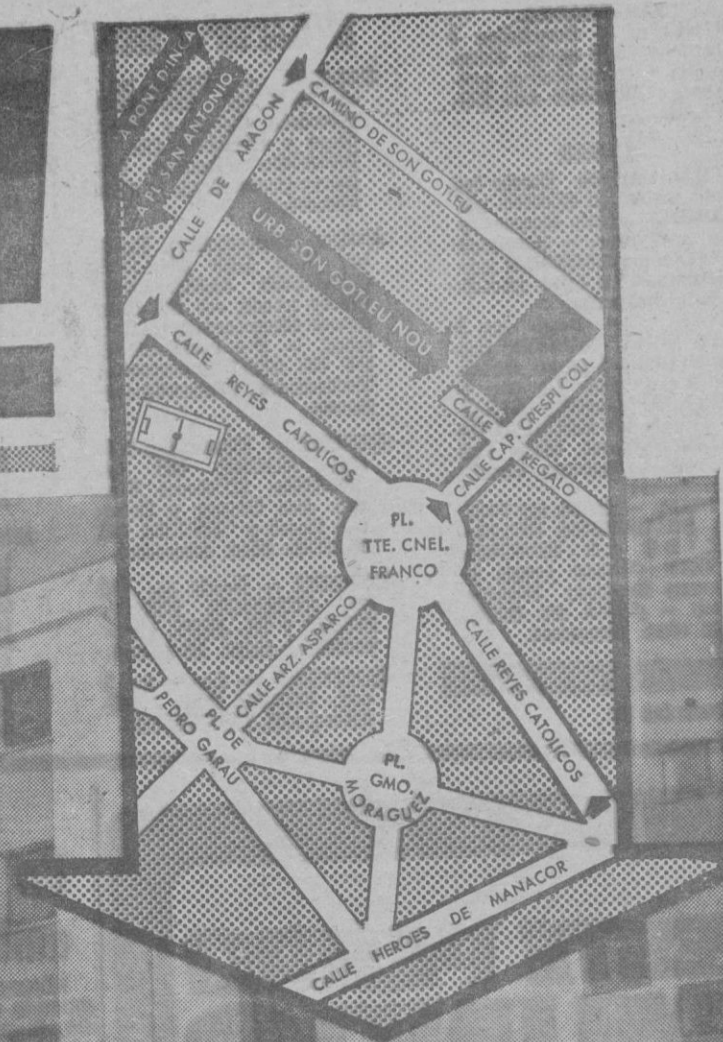 A PONT D'INCA
A PL. SAN ANTONIO
CALLE DE ARAGON
CAMINO DE SON GOTLEU
URB SON GOTLEU NOU
CALLE REYES CATOLICOS
CALLE CAP. CRESPI COLL
CALLE REGALO
PL.
TTE. CNEL.
FRANCO
CALLE ARZ. ASPARCO
CALLE REYES CATOLICOS
PL. DE
PEDRO GARAU
PL.
GMO.
MORAGUEZ
CALLE HEROES DE MANACOR